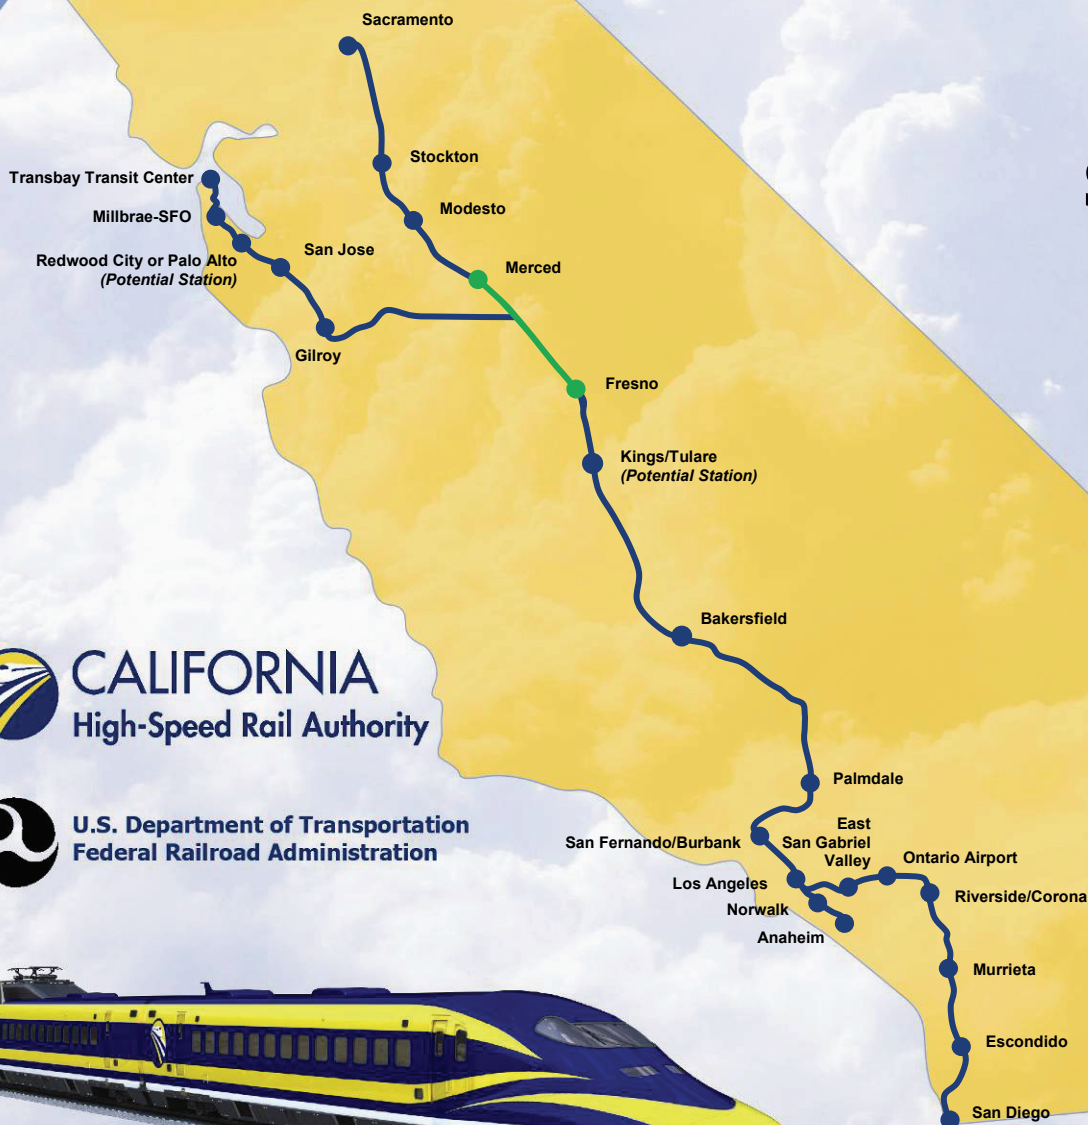 Sacramento
Stockton
Transbay Transit Center
Modesto
Millbrae-SFO
San Jose
Redwood City or Palo Alto
(Potential Station)
Merced
Gilroy
Fresno
Kings/Tulare
(Potential Station)
Bakersfield
CALIFORNIA
High-Speed Rail Authority
Palmdale
U.S. Department of Transportation
Federal Railroad Administration
San Fernando/Burbank
East
San Gabriel
Valley
Ontario Airport
Los Angeles
Riverside/Corona
Norwalk
Anaheim
Murrieta
Escondido
San Diego